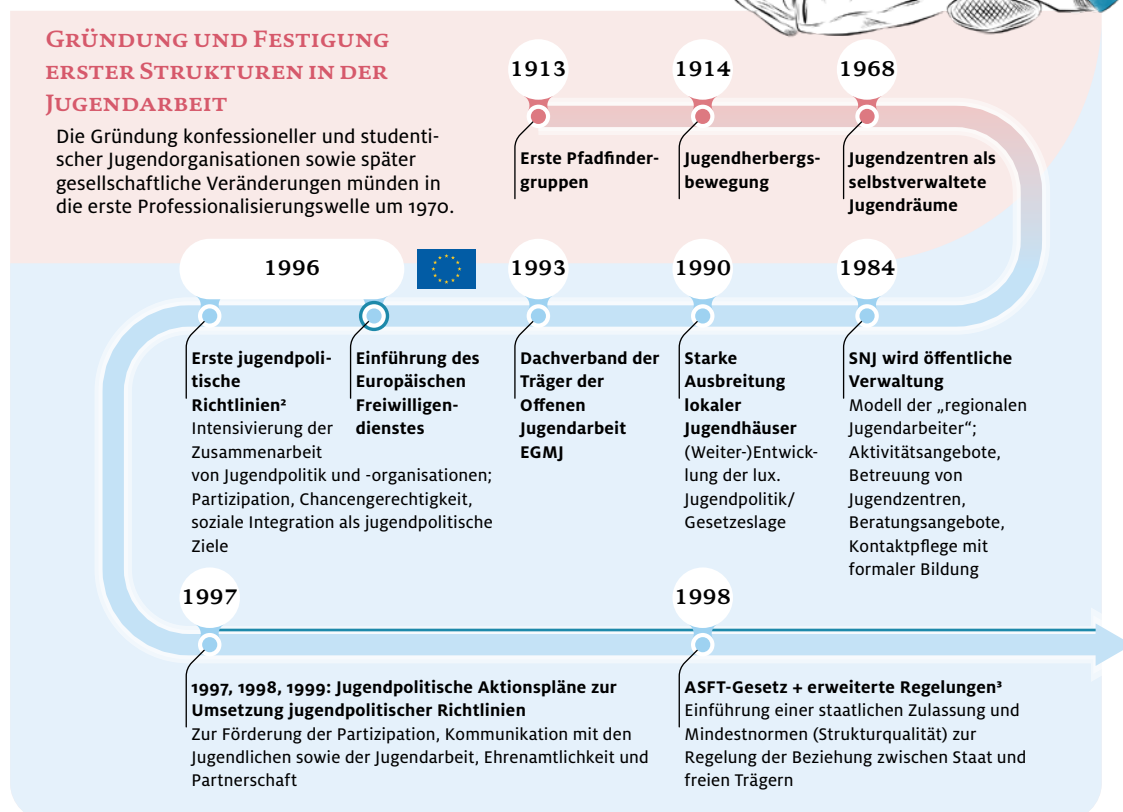 GRÜNDUNG UND FESTIGUNG
ERSTER STRUKTUREN IN DER
JUGENDARBEIT
Die Gründung konfessioneller und studenti-
scher Jugendorganisationen sowie später
gesellschaftliche Veränderungen münden in
die erste Professionalisierungswelle um 1970.
1913
Erste Pfadfinder-
gruppen
1914
Jugendherbergs-
bewegung
1968
Jugendzentren als
selbstverwaltete
Jugendräume
1984
SNJ wird öffentliche
Verwaltung
Modell der „regionalen
Jugendarbeiter“;
Aktivitätsangebote,
Betreuung von
Jugendzentren,
Beratungsangebote,
Kontaktpflege mit
formaler Bildung
1990
Starke
Ausbreitung
lokaler
Jugendhäuser
(Weiter-)Entwick-
lung der lux.
Jugendpolitik/
Gesetzeslage
1993
Dachverband der
Träger der
Offenen
Jugendarbeit
EGMJ
1996
Einführung des
Europäischen
Freiwilligen-
dienstes
Erste jugendpoli-
tische
Richtlinien²
Intensivierung der
Zusammenarbeit
von Jugendpolitik und -organisationen;
Partizipation, Chancengerechtigkeit,
soziale Integration als jugendpolitische
Ziele
1997
1997, 1998, 1999: Jugendpolitische Aktionspläne zur
Umsetzung jugendpolitischer Richtlinien
Zur Förderung der Partizipation, Kommunikation mit den
Jugendlichen sowie der Jugendarbeit, Ehrenamtlichkeit und
Partnerschaft
1998
ASFT-Gesetz + erweiterte Regelungen³
Einführung einer staatlichen Zulassung und
Mindestnormen (Strukturqualität) zur
Regelung der Beziehung zwischen Staat und
freien Trägern